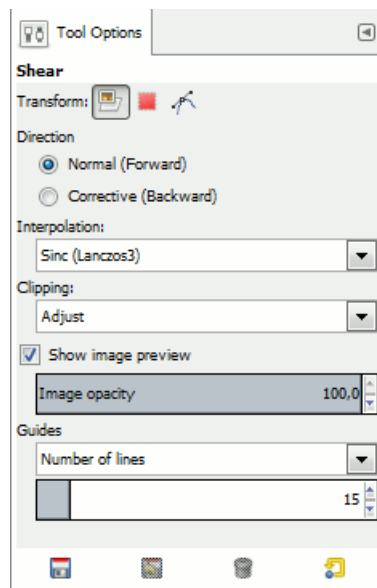 Tool Options
Shear
Transform:
Direction
Normal (Forward)
Corrective (Backward)
Interpolation:
Sinc (Lanczos3)
Clipping:
Adjust
Show image preview
Image opacity 100,0
Guides
Number of lines
15